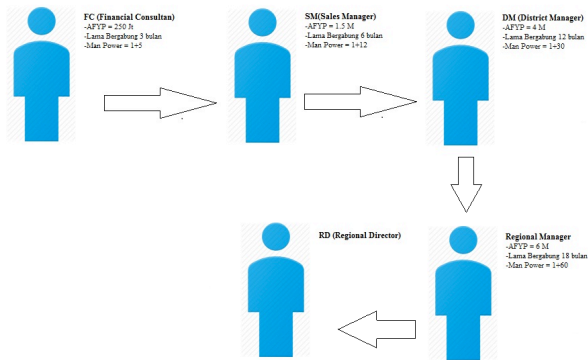 FC (Financial Consultan)
-AFYP = 250 Jt
-Lama Bergabung 3 bulan
-Man Power = 1+5
SM(Sales Manager)
-AFYP = 1.5 M
-Lama Bergabung 6 bulan
-Man Power = 1+12
DM (District Manager)
-AFYP = 4 M
-Lama Bergabung 12 bulan
-Man Power = 1+30
RD (Regional Director)
Regional Manager
-AFYP = 6 M
-Lama Bergabung 18 bulan
-Man Power = 1+60